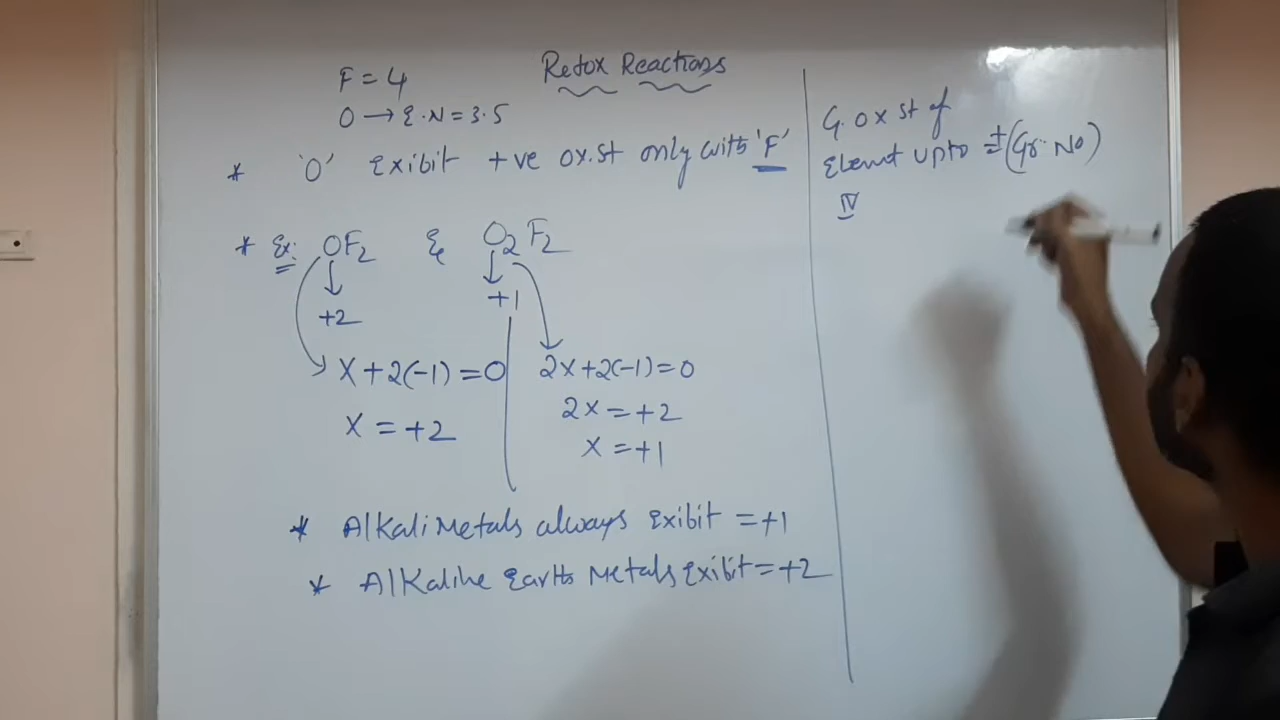 Redox Reactions
F = 4
O → E.N = 3.5
* 'O' Exibit +ve ox.st only with 'F'
* Ex: OF₂ & O₂F₂
+2 +1
x + 2(-1) = 0
x = +2
2x + 2(-1) = 0
2x = +2
x = +1
* Alkali Metals always Exibit = +1
* Alkaline Earth Metals Exibit = +2
G. ox st of
Elemt upto ± (Gr. No)
IV